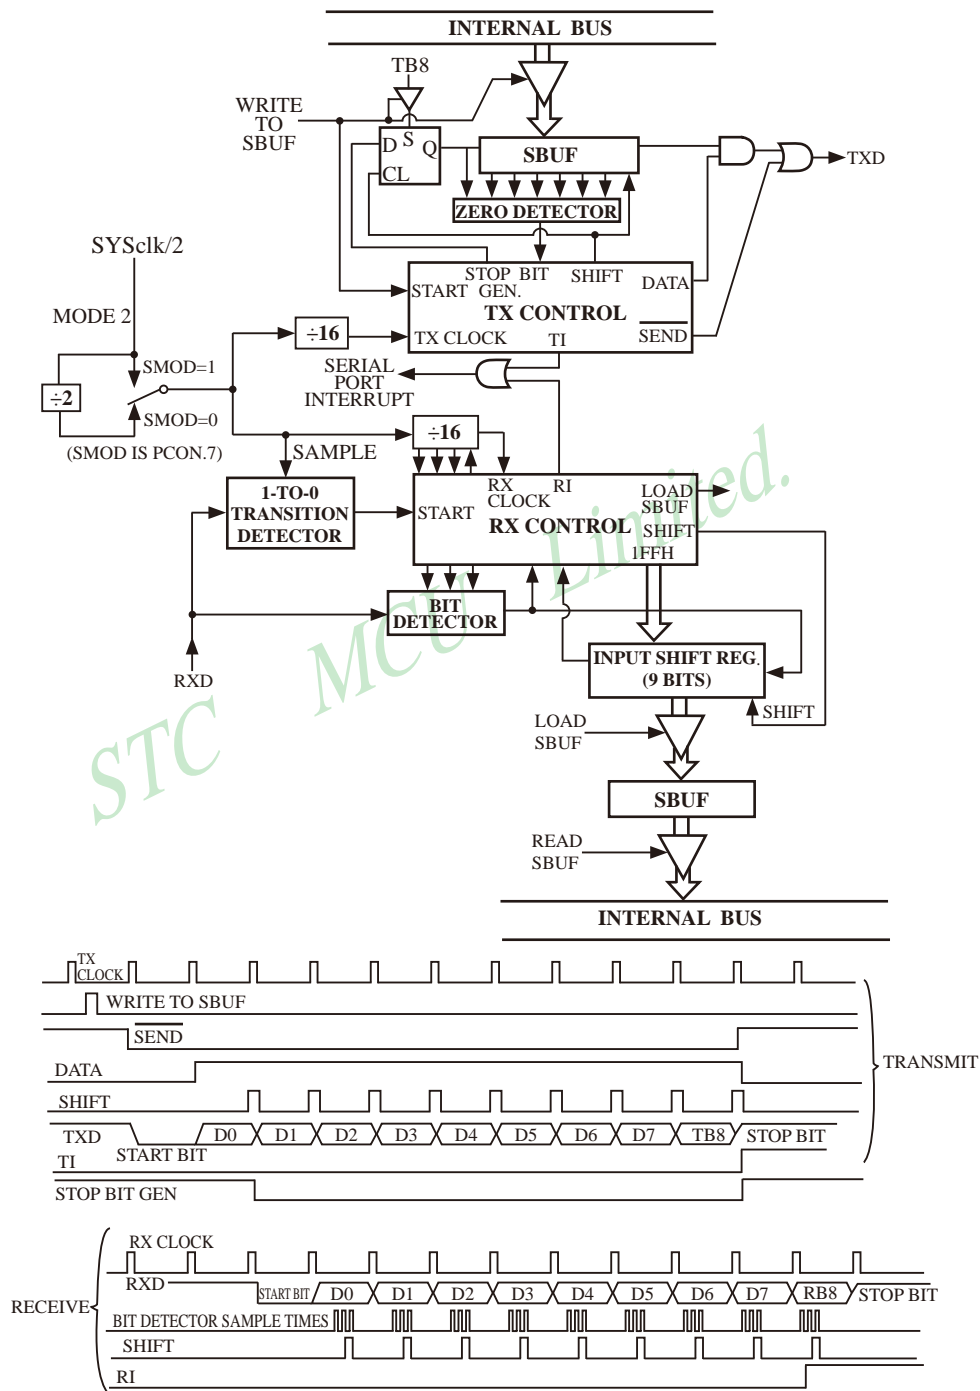 INTERNAL BUS
TB8
WRITE
TO
SBUF
D S Q
CL
SBUF
TXD
ZERO DETECTOR
SYSclk/2
STOP BIT SHIFT
GEN.
DATA
START
TX CONTROL
MODE 2
÷16
TX CLOCK TI SEND
SERIAL
PORT
INTERRUPT
SMOD=1
÷2
SMOD=0
(SMOD IS PCON.7)
SAMPLE
÷16
RX
CLOCK
RI
LOAD
SBUF
1-TO-0
TRANSITION
DETECTOR
START
RX CONTROL
SHIFT
1FFH
BIT
DETECTOR
INPUT SHIFT REG.
(9 BITS)
RXD
SHIFT
LOAD
SBUF
STC MCU Limited.
SBUF
READ
SBUF
INTERNAL BUS
TX
CLOCK
WRITE TO SBUF
SEND
DATA
TRANSMIT
SHIFT
TXD
START BIT
D0 D1 D2 D3 D4 D5 D6 D7 TB8 STOP BIT
TI
STOP BIT GEN
RX CLOCK
RXD
START BIT D0 D1 D2 D3 D4 D5 D6 D7 RB8 STOP BIT
RECEIVE
BIT DETECTOR SAMPLE TIMES
SHIFT
RI